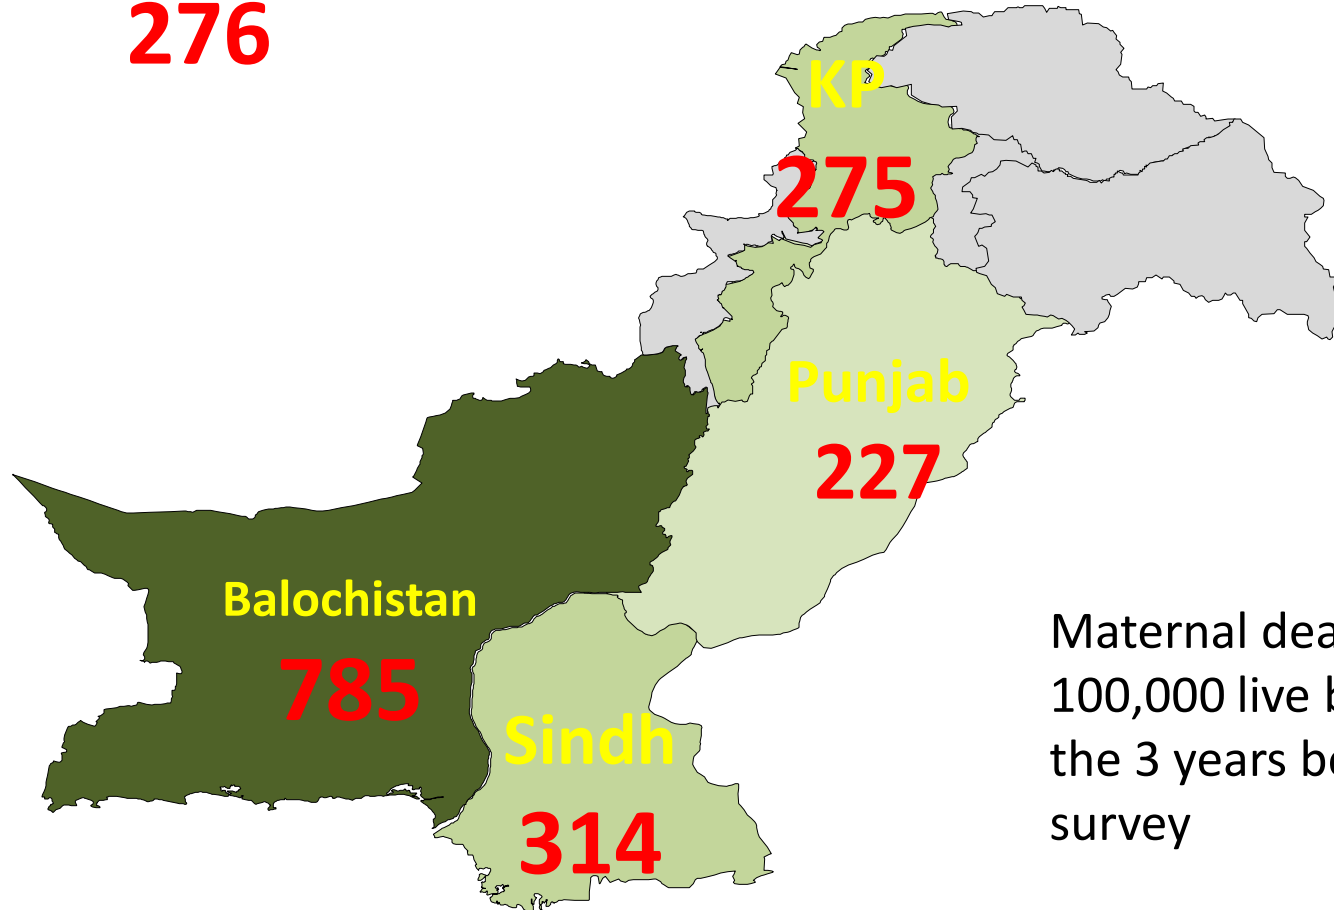 276
KP
275
Punjab
227
Balochistan
785
Sindh
314
Maternal dea
100,000 live b
the 3 years be
survey